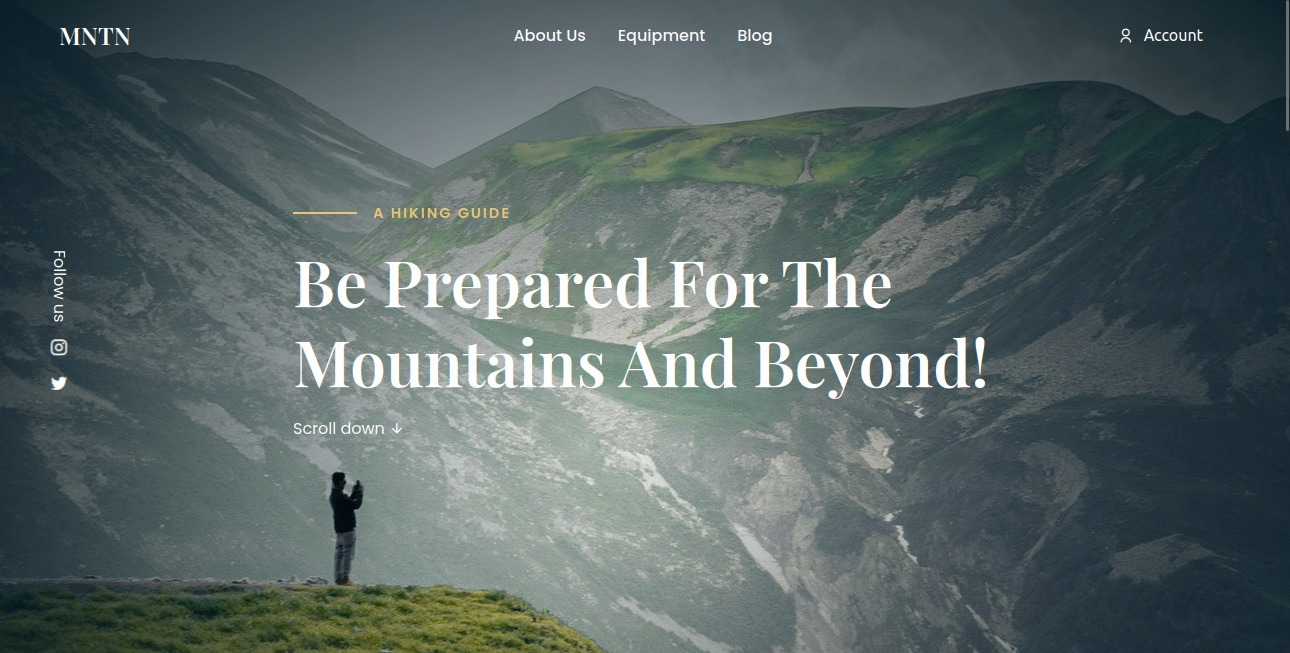 MNTN
About Us
Equipment
Blog
Account
A HIKING GUIDE
Be Prepared For The
Mountains And Beyond!
Scroll down ↓
Follow us